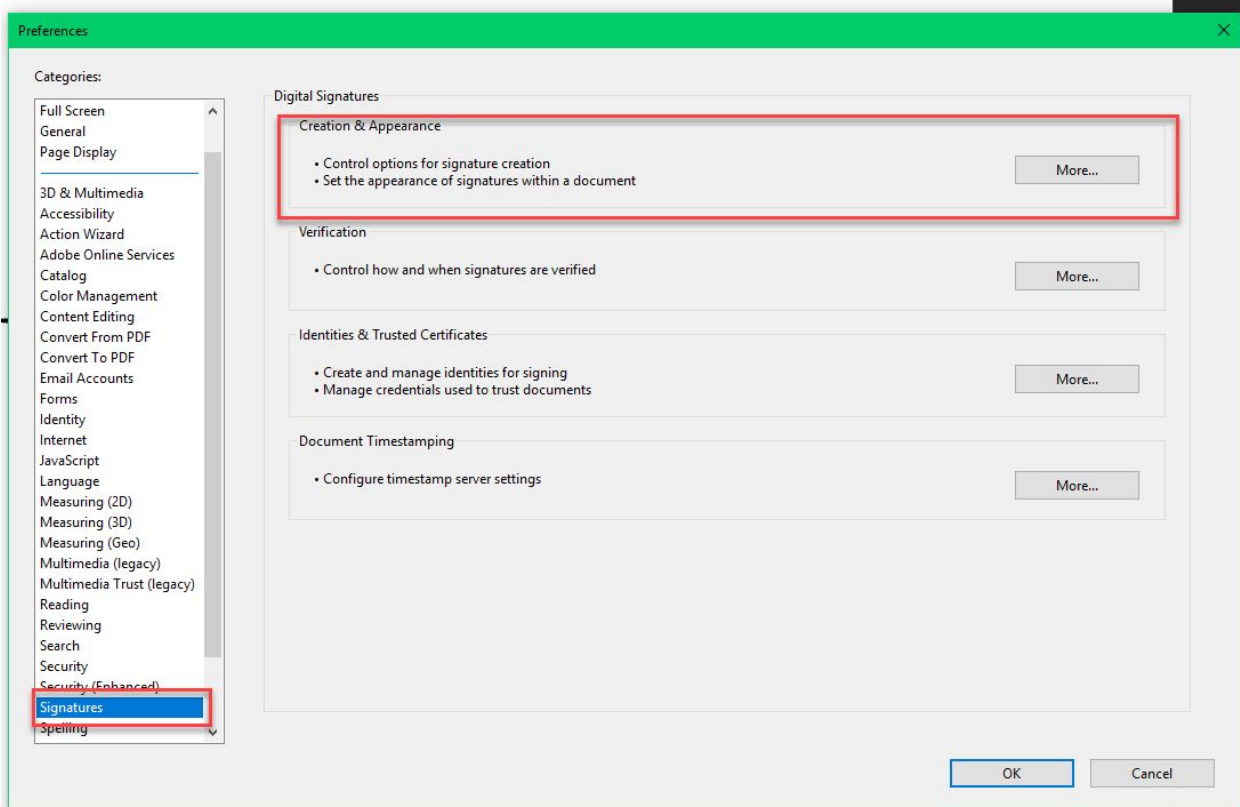 Preferences
Categories:
Full Screen
General
Page Display
3D & Multimedia
Accessibility
Action Wizard
Adobe Online Services
Catalog
Color Management
Content Editing
Convert From PDF
Convert To PDF
Email Accounts
Forms
Identity
Internet
JavaScript
Language
Measuring (2D)
Measuring (3D)
Measuring (Geo)
Multimedia (legacy)
Multimedia Trust (legacy)
Reading
Reviewing
Search
Security
Security (Enhanced)
Signatures
Spelling
Digital Signatures
Creation & Appearance
• Control options for signature creation
• Set the appearance of signatures within a document
More...
Verification
• Control how and when signatures are verified
More...
Identities & Trusted Certificates
• Create and manage identities for signing
• Manage credentials used to trust documents
More...
Document Timestamping
• Configure timestamp server settings
More...
OK
Cancel